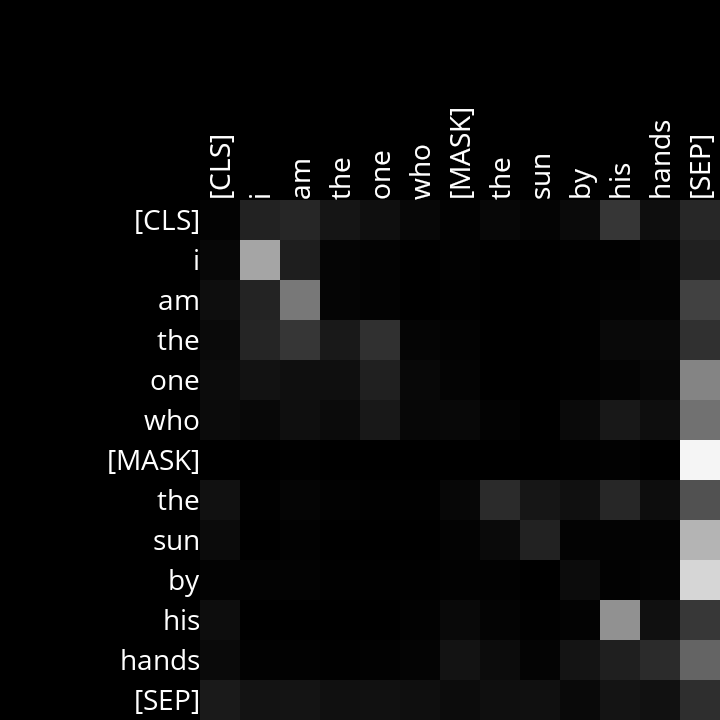 [CLS] i am the one who [MASK] the sun by his hands [SEP]
[CLS]
i
am
the
one
who
[MASK]
the
sun
by
his
hands
[SEP]